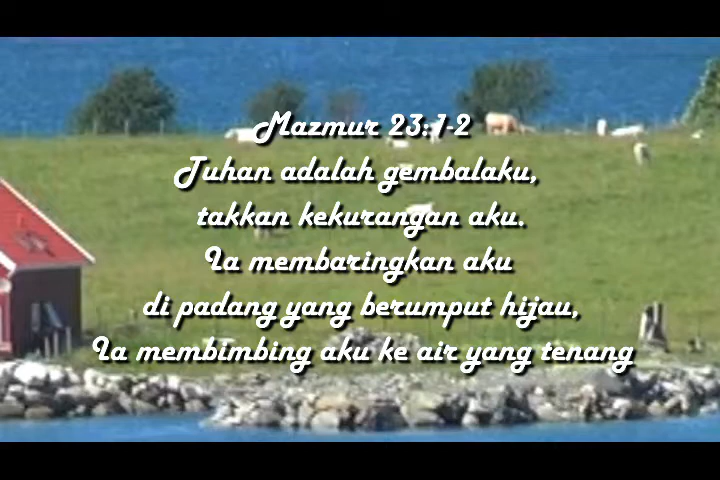 Mazmur 23:1-2
Tuhan adalah gembalaku,
takkan kekurangan aku.
Ia membaringkan aku
di padang yang berumput hijau,
Ia membimbing aku ke air yang tenang